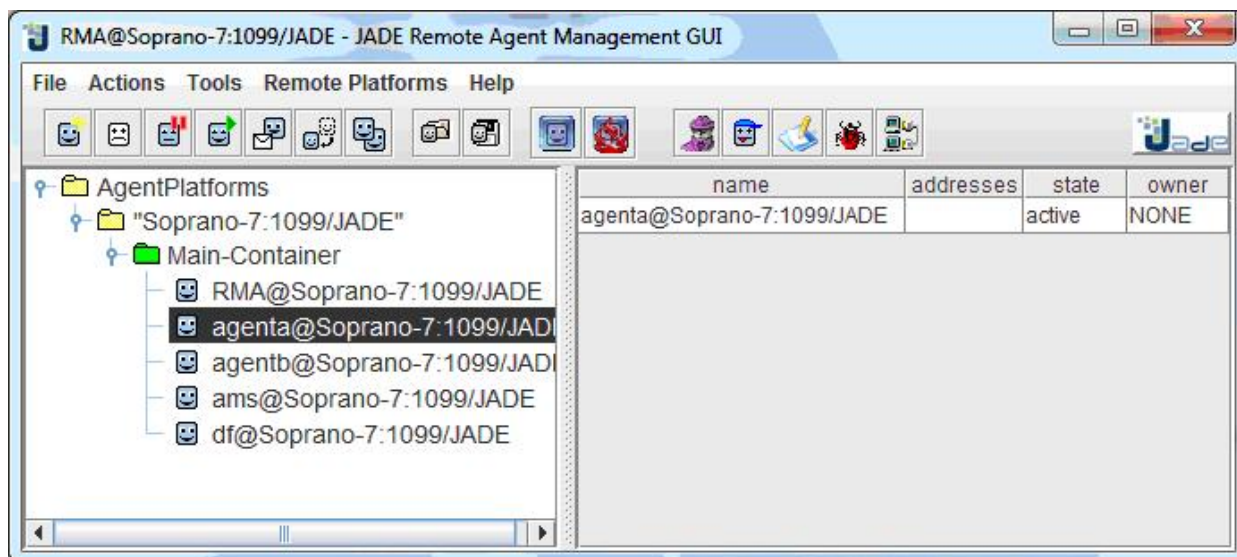 RMA@Soprano-7:1099/JADE - JADE Remote Agent Management GUI
File Actions Tools Remote Platforms Help
Jade
AgentPlatforms
"Soprano-7:1099/JADE"
Main-Container
RMA@Soprano-7:1099/JADE
agenta@Soprano-7:1099/JAD
agentb@Soprano-7:1099/JAD
ams@Soprano-7:1099/JADE
df@Soprano-7:1099/JADE
name addresses state owner
agenta@Soprano-7:1099/JADE active NONE